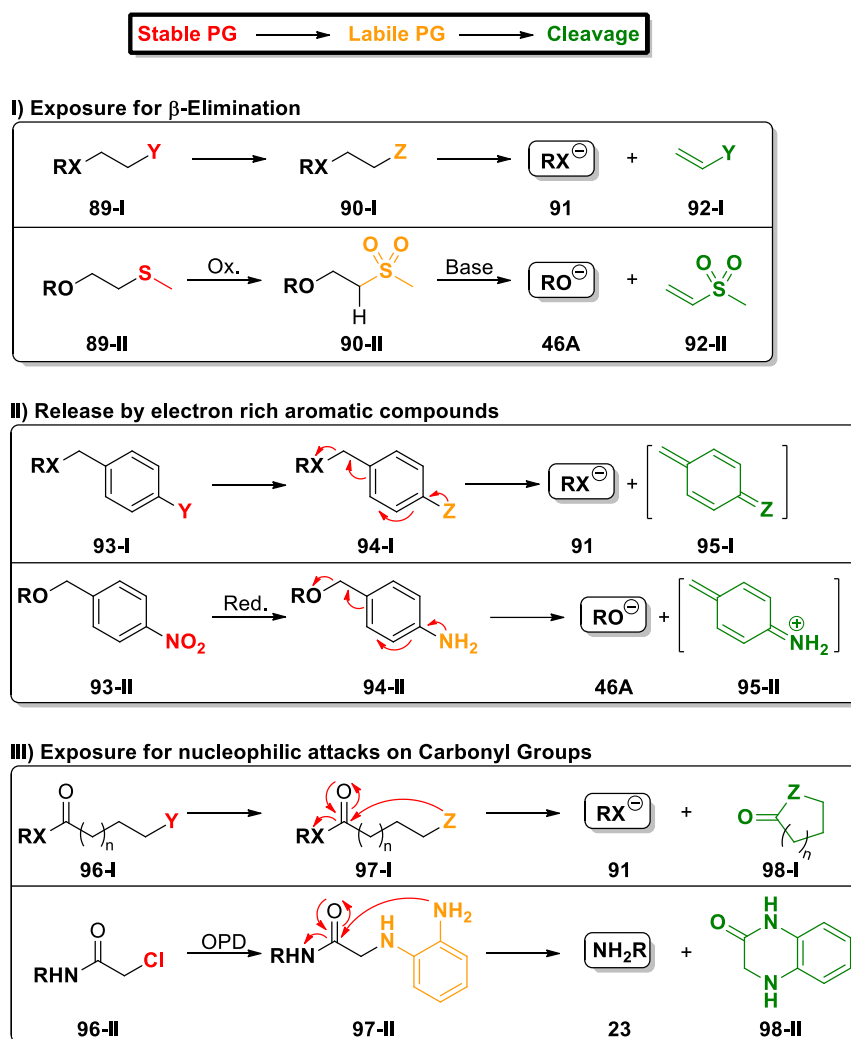 Stable PG Labile PG Cleavage
I) Exposure for β-Elimination
RX Y RX Z RX⊖ + Y
89-I 90-I 91 92-I
RO S Ox. RO O O S H Base RO⊖ + O O S
89-II 90-II 46A 92-II
II) Release by electron rich aromatic compounds
RX Y RX Z RX⊖ + Z
93-I 94-I 91 95-I
RO NO2 Red. RO NH2 RO⊖ + ⊕ NH2
93-II 94-II 46A 95-II
III) Exposure for nucleophilic attacks on Carbonyl Groups
O RX n Y O RX n Z RX⊖ + Z O n
96-I 97-I 91 98-I
O RHN Cl OPD O RHN H N NH2 NH2R + H N O N H
96-II 97-II 23 98-II